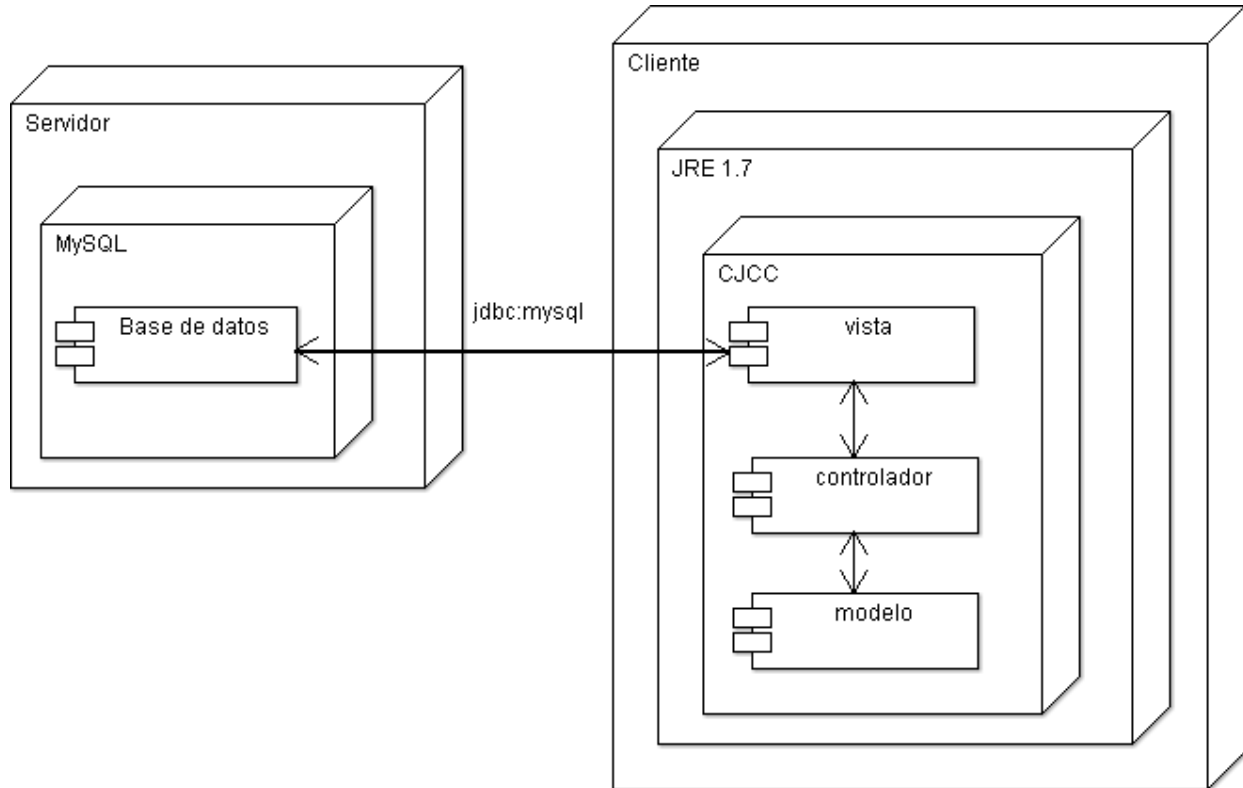 Servidor
MySQL
Base de datos
jdbc:mysql
Cliente
JRE 1.7
CJCC
vista
controlador
modelo